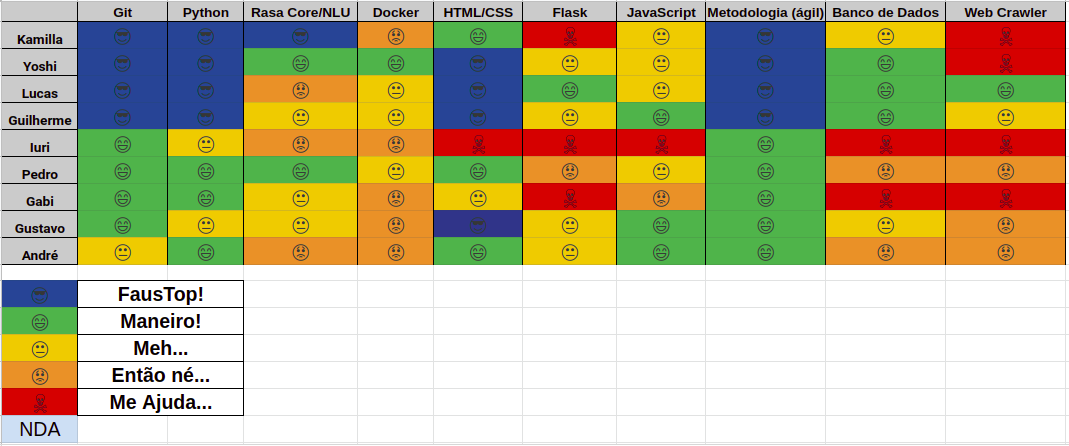 Git Python Rasa Core/NLU Docker HTML/CSS Flask JavaScript Metodologia (ágil) Banco de Dados Web Crawler
Kamilla
Yoshi
Lucas
Guilherme
Iuri
Pedro
Gabi
Gustavo
André
FausTop!
Maneiro!
Meh...
Então né...
Me Ajuda...
NDA